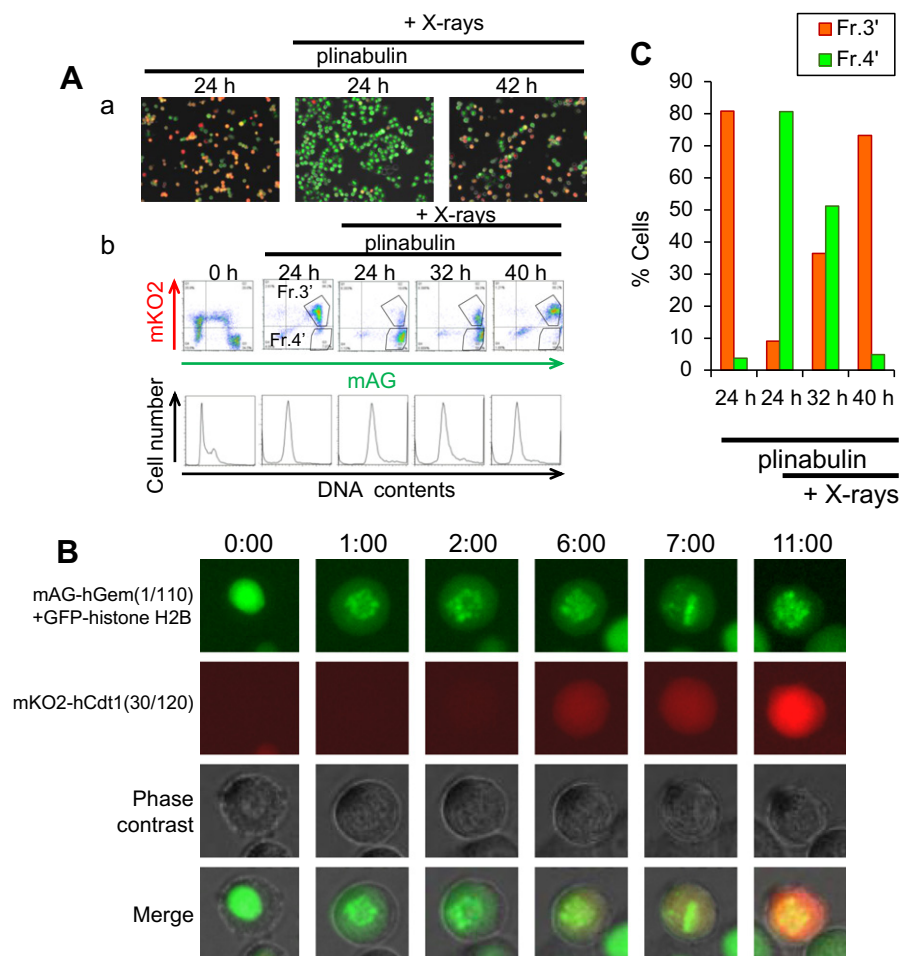 + X-rays
plinabulin
A
24 h 24 h 42 h
a
+ X-rays
plinabulin
b
0 h 24 h 24 h 32 h 40 h
mKO2
Fr.3’
Fr.4’
mAG
Cell number
DNA contents
C
Fr.3'
Fr.4'
90
80
70
60
50
40
30
20
10
0
% Cells
24 h 24 h 32 h 40 h
plinabulin
+ X-rays
B
0:00 1:00 2:00 6:00 7:00 11:00
mAG-hGem(1/110)
+GFP-histone H2B
mKO2-hCdt1(30/120)
Phase
contrast
Merge